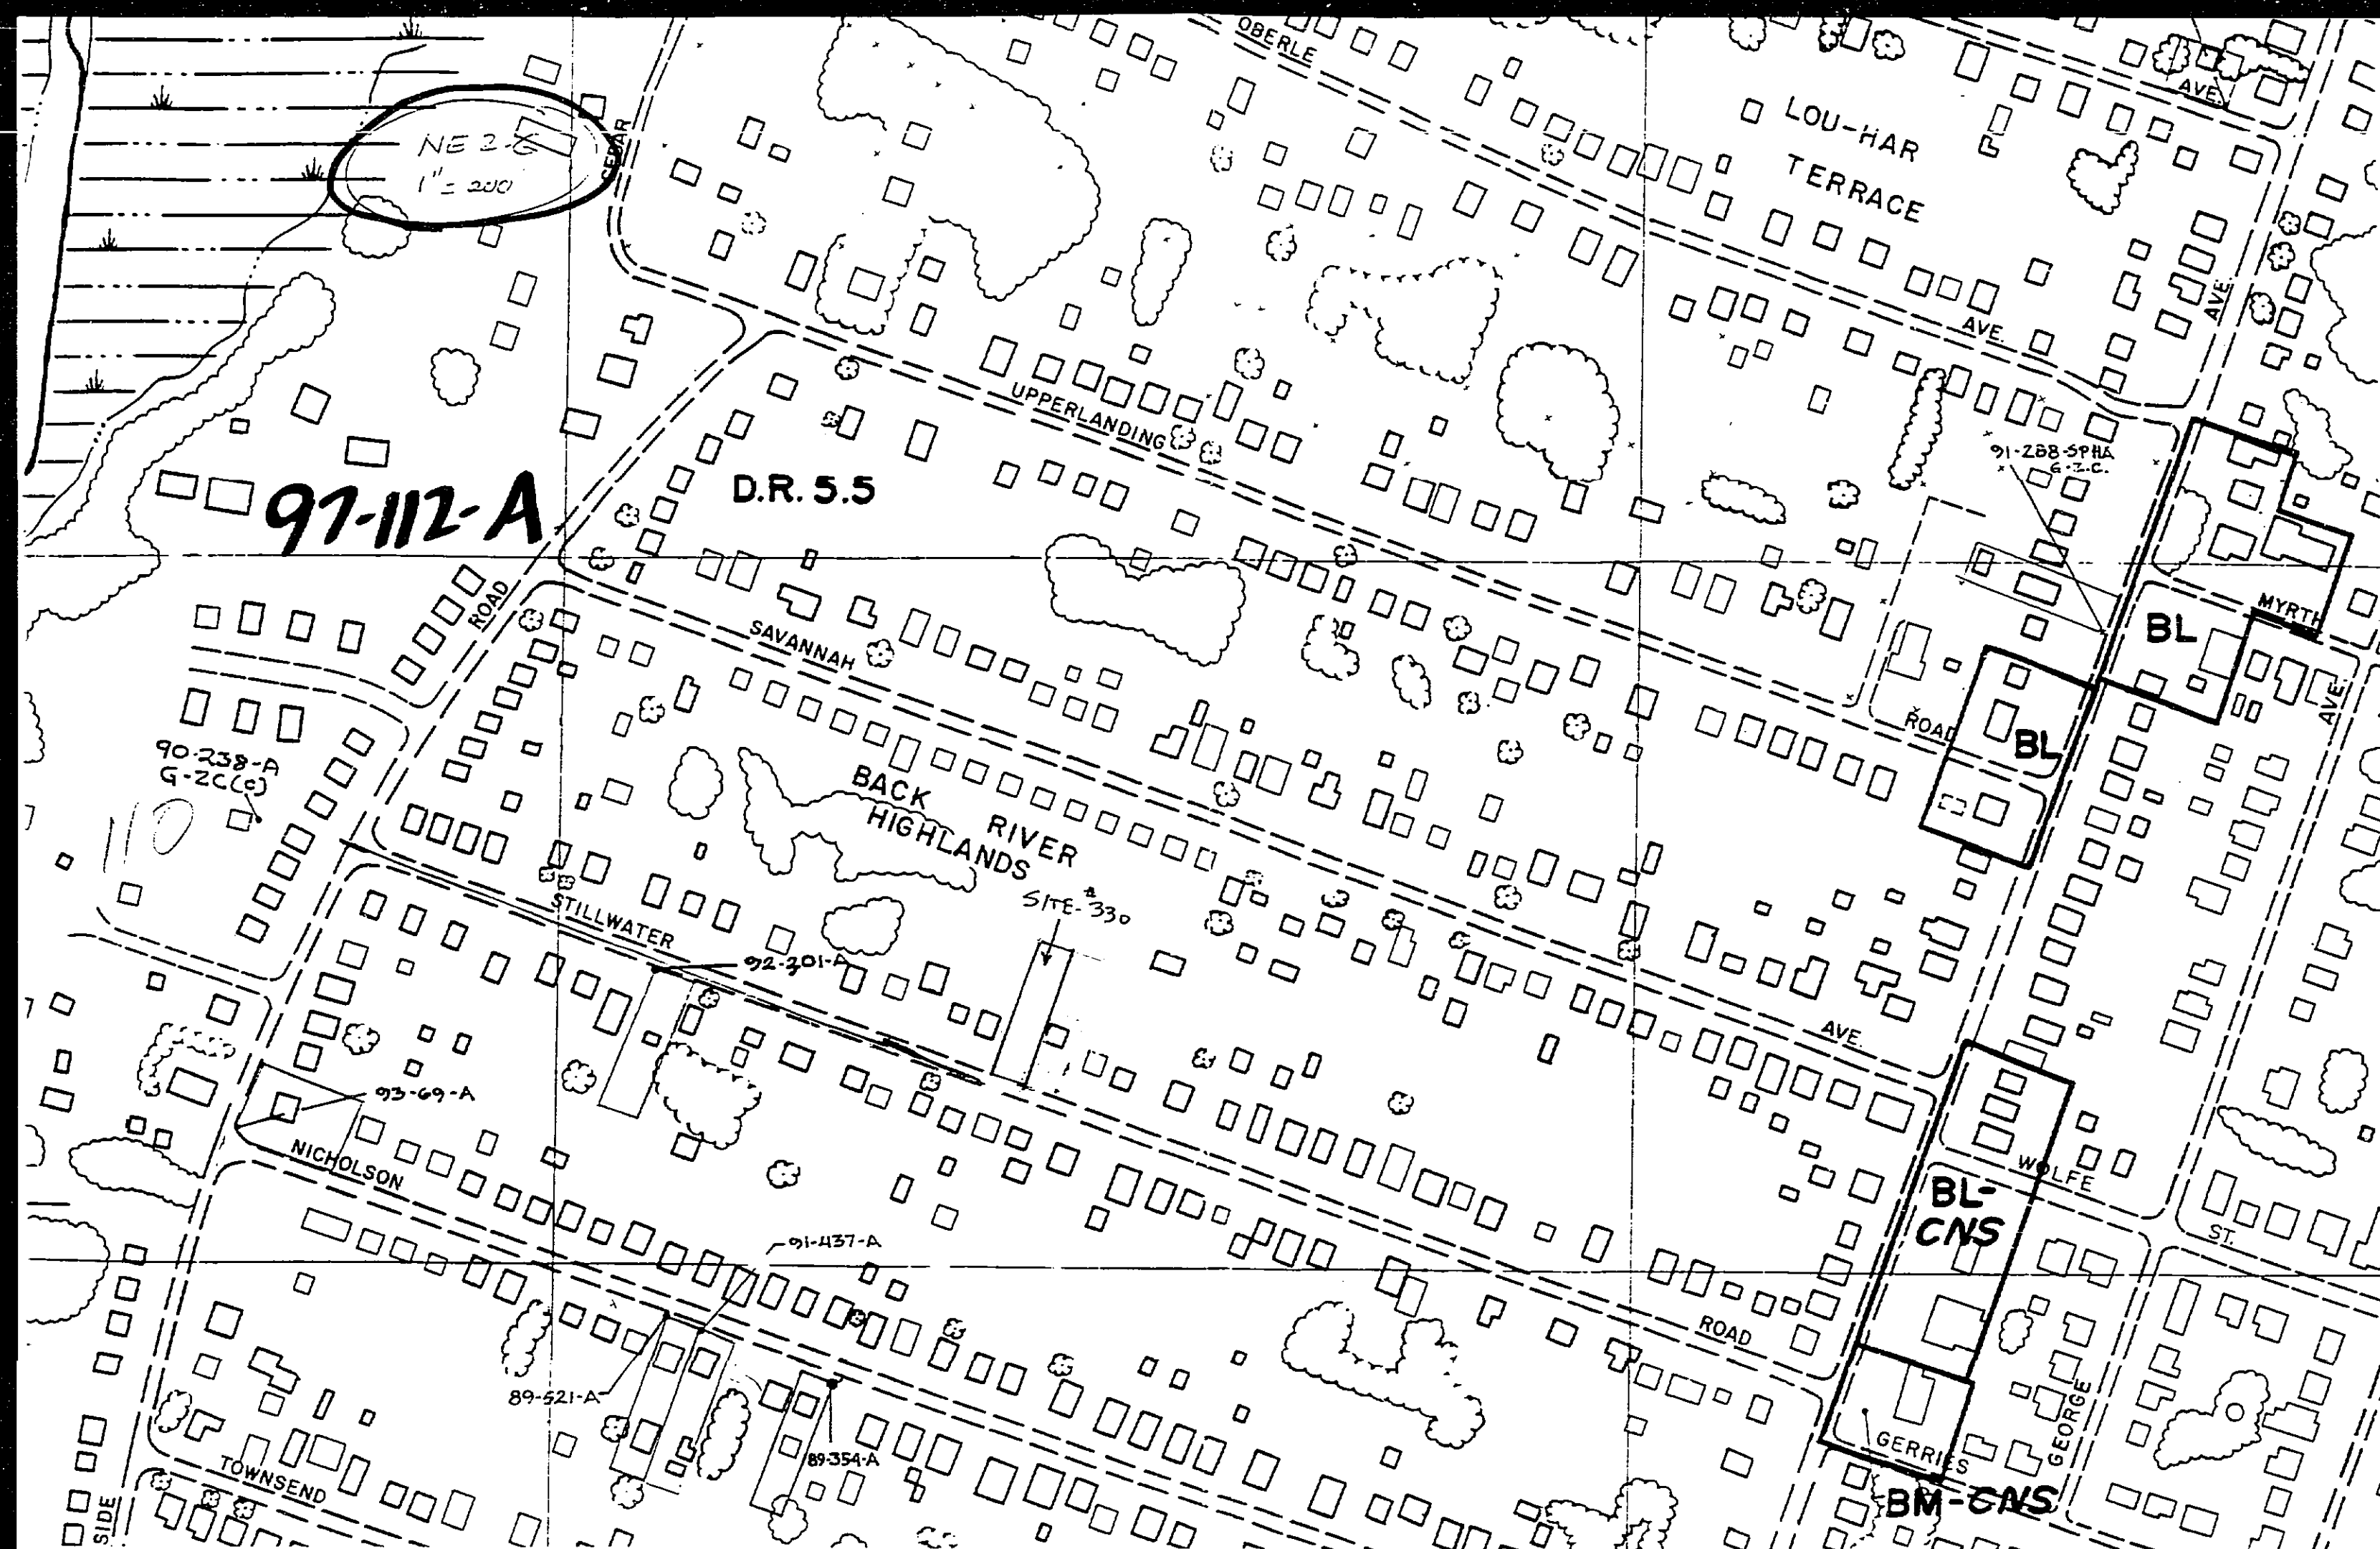 OBERLE
AVE.
LOU-HAR
TERRACE
NE 2-G
1" = 200'
CEDAR
AVE.
AVE.
UPPERLANDING
91-288-SPHA
G-Z.C.
D.R. 5.5
97-112-A
ROAD
SAVANNAH
MYRTH
BL
AVE.
ROAD
BL
90-238-A
G-ZC(C)
110
BACK RIVER
HIGHLANDS
SITE-#330
STILLWATER
92-201-A
AVE.
93-69-A
NICHOLSON
WOLFE
ST.
BL-
CNS
91-437-A
ROAD
89-521-A
89-354-A
GEORGE
GERRIES
TOWNSEND
SIDE
BM-CNS